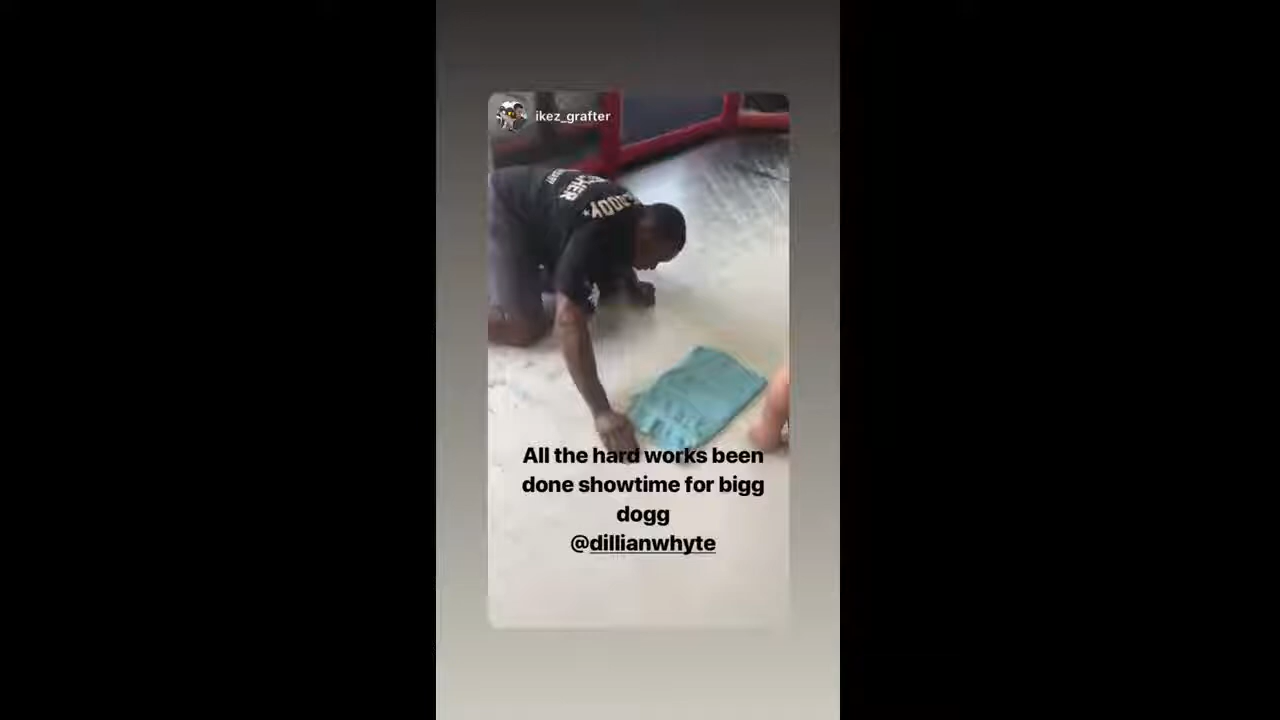 ikez_grafter
All the hard works been
done showtime for bigg
dogg
@dillianwhyte